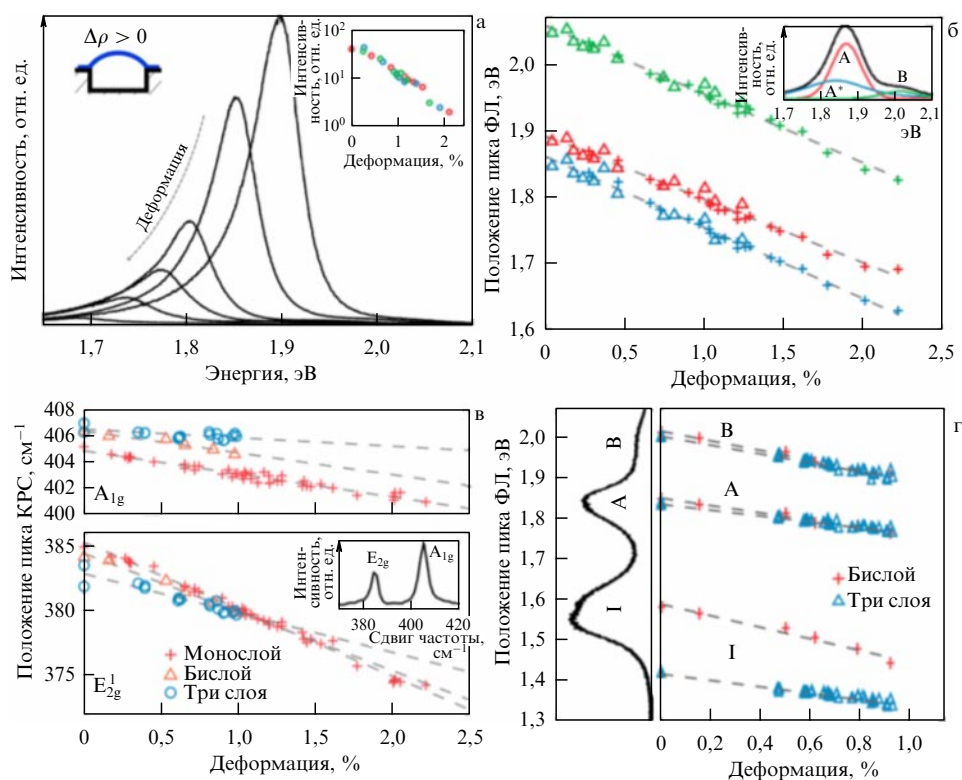 а
Δρ > 0
Деформация
Интенсивность, отн. ед.
1,7 1,8 1,9 2,0 2,1
Энергия, эВ
Интенсив-
ность, отн. ед.
10²
10¹
10⁰
0 1 2
Деформация, %
б
Положение пика ФЛ, эВ
2,0
1,9
1,8
1,7
1,6
0 0,5 1,0 1,5 2,0 2,5
Деформация, %
Интенсив-
ность,
отн. ед.
A
A*
B
1,7 1,8 1,9 2,0 2,1
эВ
в
Положение пика КРС, см⁻¹
408
406
404
402
400
A₁g
385
380
375
E¹₂g
Монослой
Бислой
Три слоя
0 0,5 1,0 1,5 2,0 2,5
Деформация, %
Интен-
сивность,
отн. ед.
E₂g
A₁g
380 400 420
Сдвиг частоты,
см⁻¹
г
Положение пика ФЛ, эВ
2,0
1,9
1,8
1,7
1,6
1,5
1,4
1,3
B
A
I
B
A
I
Бислой
Три слоя
0 0,2 0,4 0,6 0,8 1,0
Деформация, %